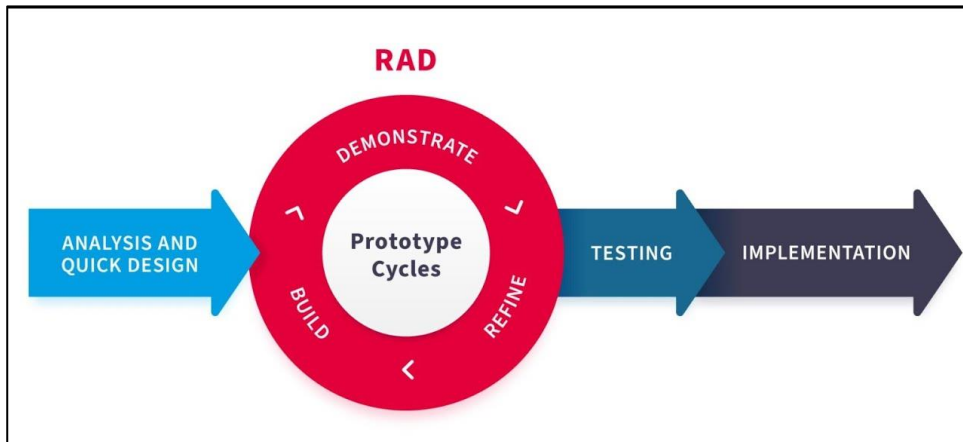 RAD
DEMONSTRATE
ANALYSIS AND
QUICK DESIGN
Prototype
Cycles
BUILD
REFINE
TESTING
IMPLEMENTATION